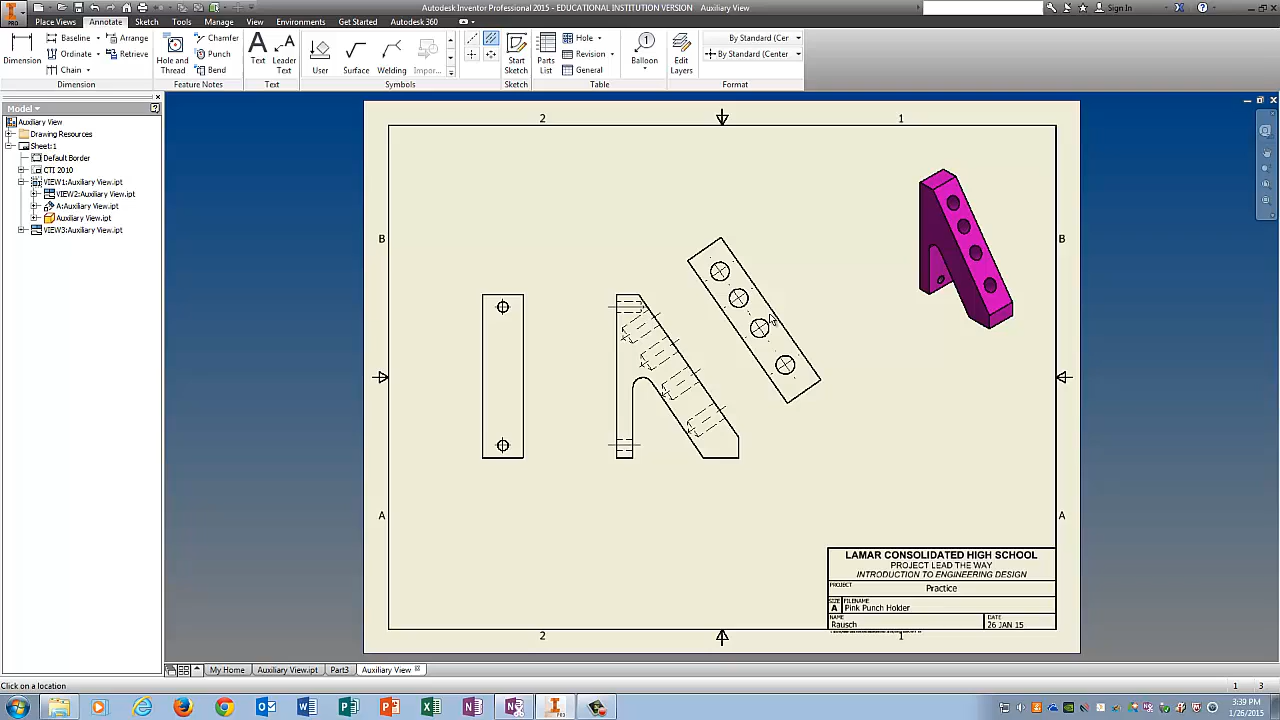 Autodesk Inventor Professional 2015 - EDUCATIONAL INSTITUTION VERSION Auxiliary View
Sign In
PRO
Place Views Annotate Sketch Tools Manage View Environments Get Started Autodesk 360
Dimension
Baseline Arrange
Ordinate Retrieve
Chain
Dimension
Hole and Thread
Chamfer
Punch
Bend
Feature Notes
Text
Leader Text
Text
User Surface Welding Impor...
Symbols
Start Sketch
Sketch
Parts List
Hole
Revision
General
Table
Balloon
Edit Layers
By Standard (Cer
By Standard (Center
Format
Model
Auxiliary View
Drawing Resources
Sheet:1
Default Border
CTI 2010
VIEW1:Auxiliary View.ipt
VIEW2:Auxiliary View.ipt
A:Auxiliary View.ipt
Auxiliary View.ipt
VIEW3:Auxiliary View.ipt
2 1
B B
A A
2 1
LAMAR CONSOLIDATED HIGH SCHOOL
PROJECT LEAD THE WAY
INTRODUCTION TO ENGINEERING DESIGN
PROJECT
Practice
SIZE FILENAME
A Pink Punch Holder
NAME DATE
Rausch 26 JAN 15
My Home Auxiliary View.ipt Part3 Auxiliary View
Click on a location
1 3
3:39 PM
1/26/2015